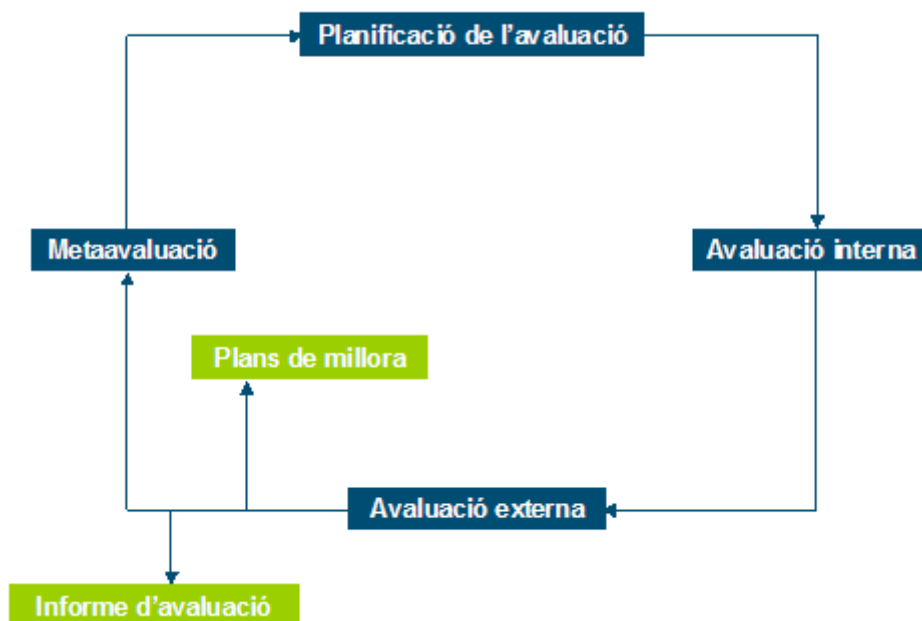 Planificació de l'avaluació
Metaavaluació
Avaluació interna
Plans de millora
Avaluació externa
Informe d'avaluació